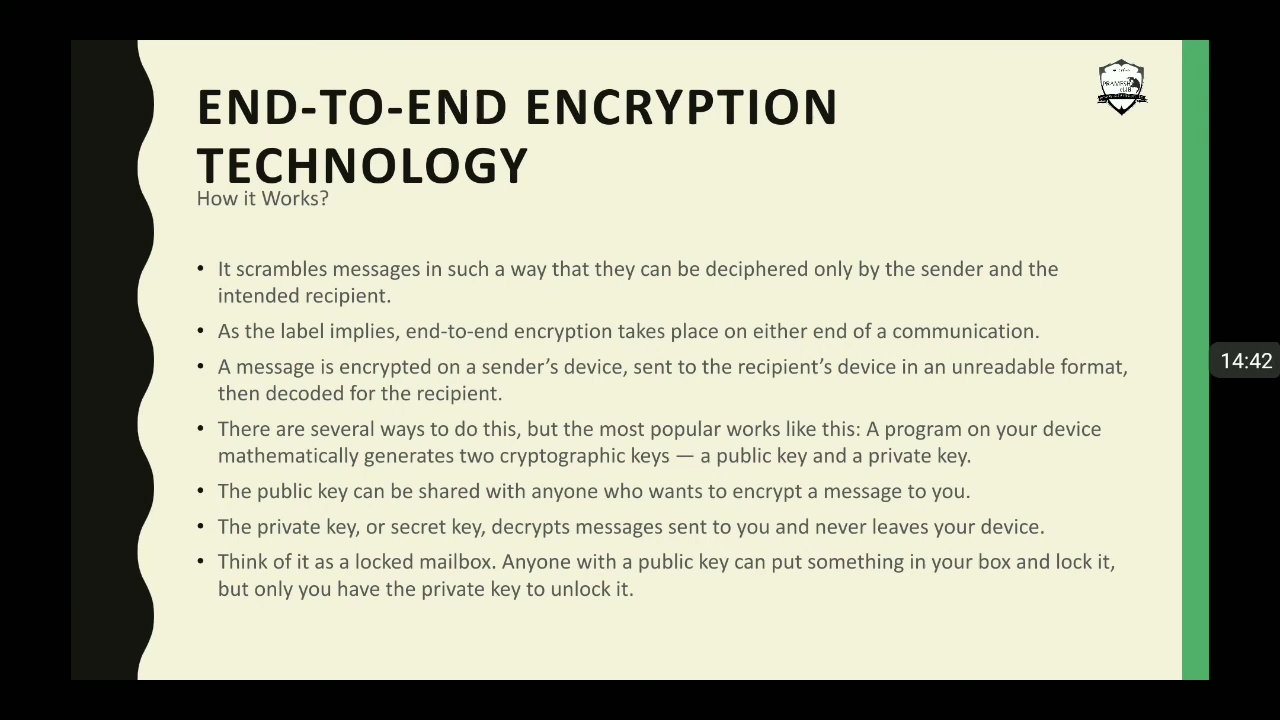 END-TO-END ENCRYPTION
TECHNOLOGY
How it Works?
• It scrambles messages in such a way that they can be deciphered only by the sender and the
intended recipient.
• As the label implies, end-to-end encryption takes place on either end of a communication.
• A message is encrypted on a sender’s device, sent to the recipient’s device in an unreadable format,
then decoded for the recipient.
• There are several ways to do this, but the most popular works like this: A program on your device
mathematically generates two cryptographic keys — a public key and a private key.
• The public key can be shared with anyone who wants to encrypt a message to you.
• The private key, or secret key, decrypts messages sent to you and never leaves your device.
• Think of it as a locked mailbox. Anyone with a public key can put something in your box and lock it,
but only you have the private key to unlock it.
14:42